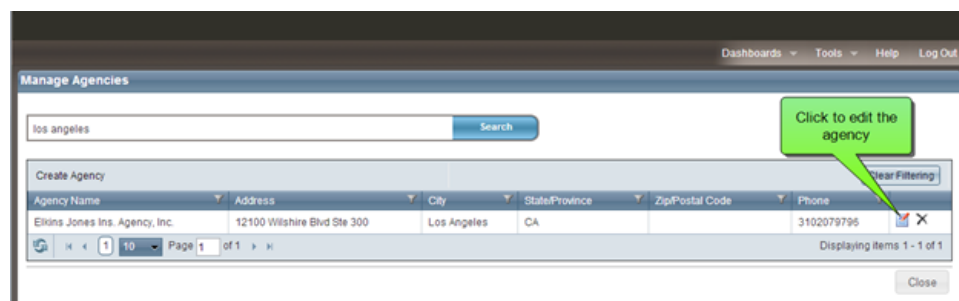 Dashboards Tools Help Log Out
Manage Agencies
los angeles Search
Click to edit the
agency
Create Agency Clear Filtering
Agency Name Address City State/Province Zip/Postal Code Phone
Elkins Jones Ins. Agency, Inc. 12100 Wilshire Blvd Ste 300 Los Angeles CA 3102079796
1 10 Page 1 of 1 Displaying items 1 - 1 of 1
Close